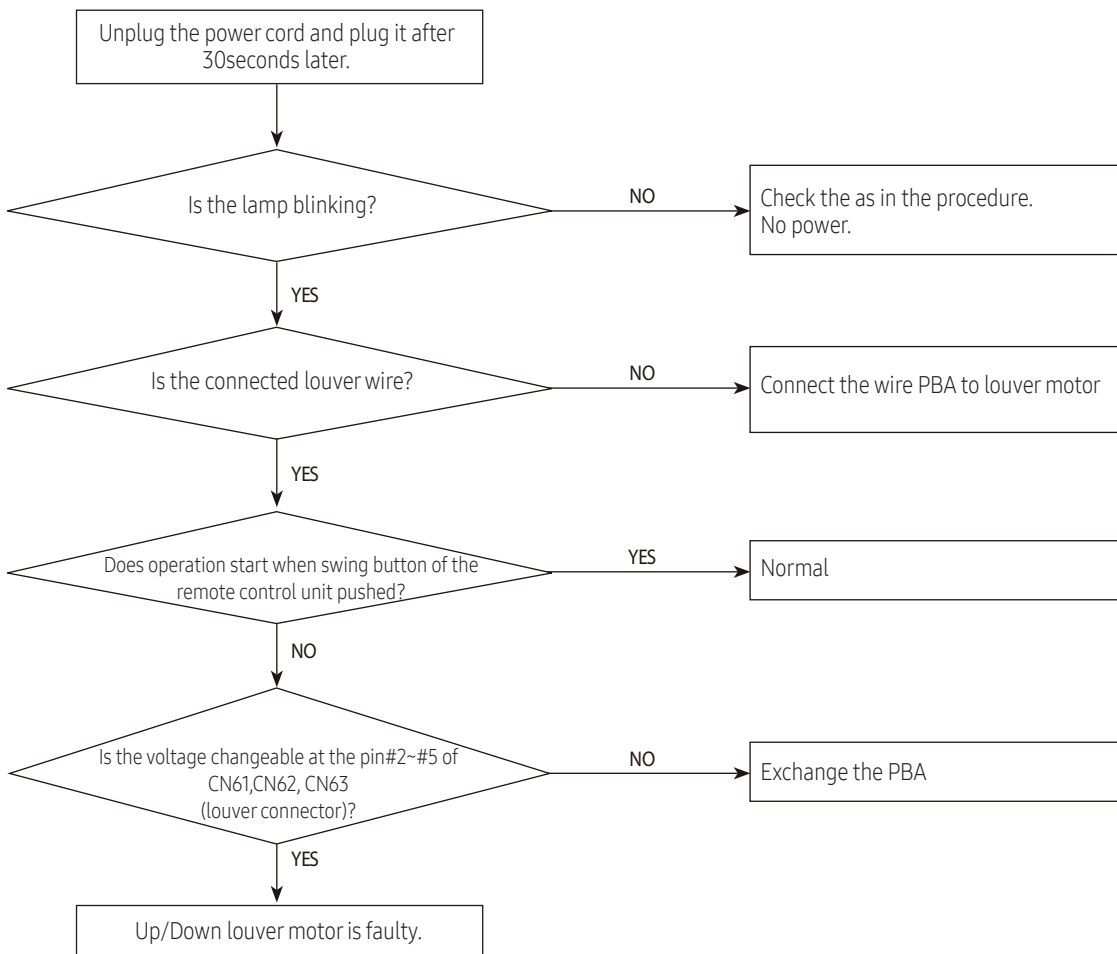 Unplug the power cord and plug it after
30seconds later.
Is the lamp blinking?
NO
Check the as in the procedure.
No power.
YES
Is the connected louver wire?
NO
Connect the wire PBA to louver motor
YES
Does operation start when swing button of the
remote control unit pushed?
YES
Normal
NO
Is the voltage changeable at the pin#2~#5 of
CN61,CN62, CN63
(louver connector)?
NO
Exchange the PBA
YES
Up/Down louver motor is faulty.